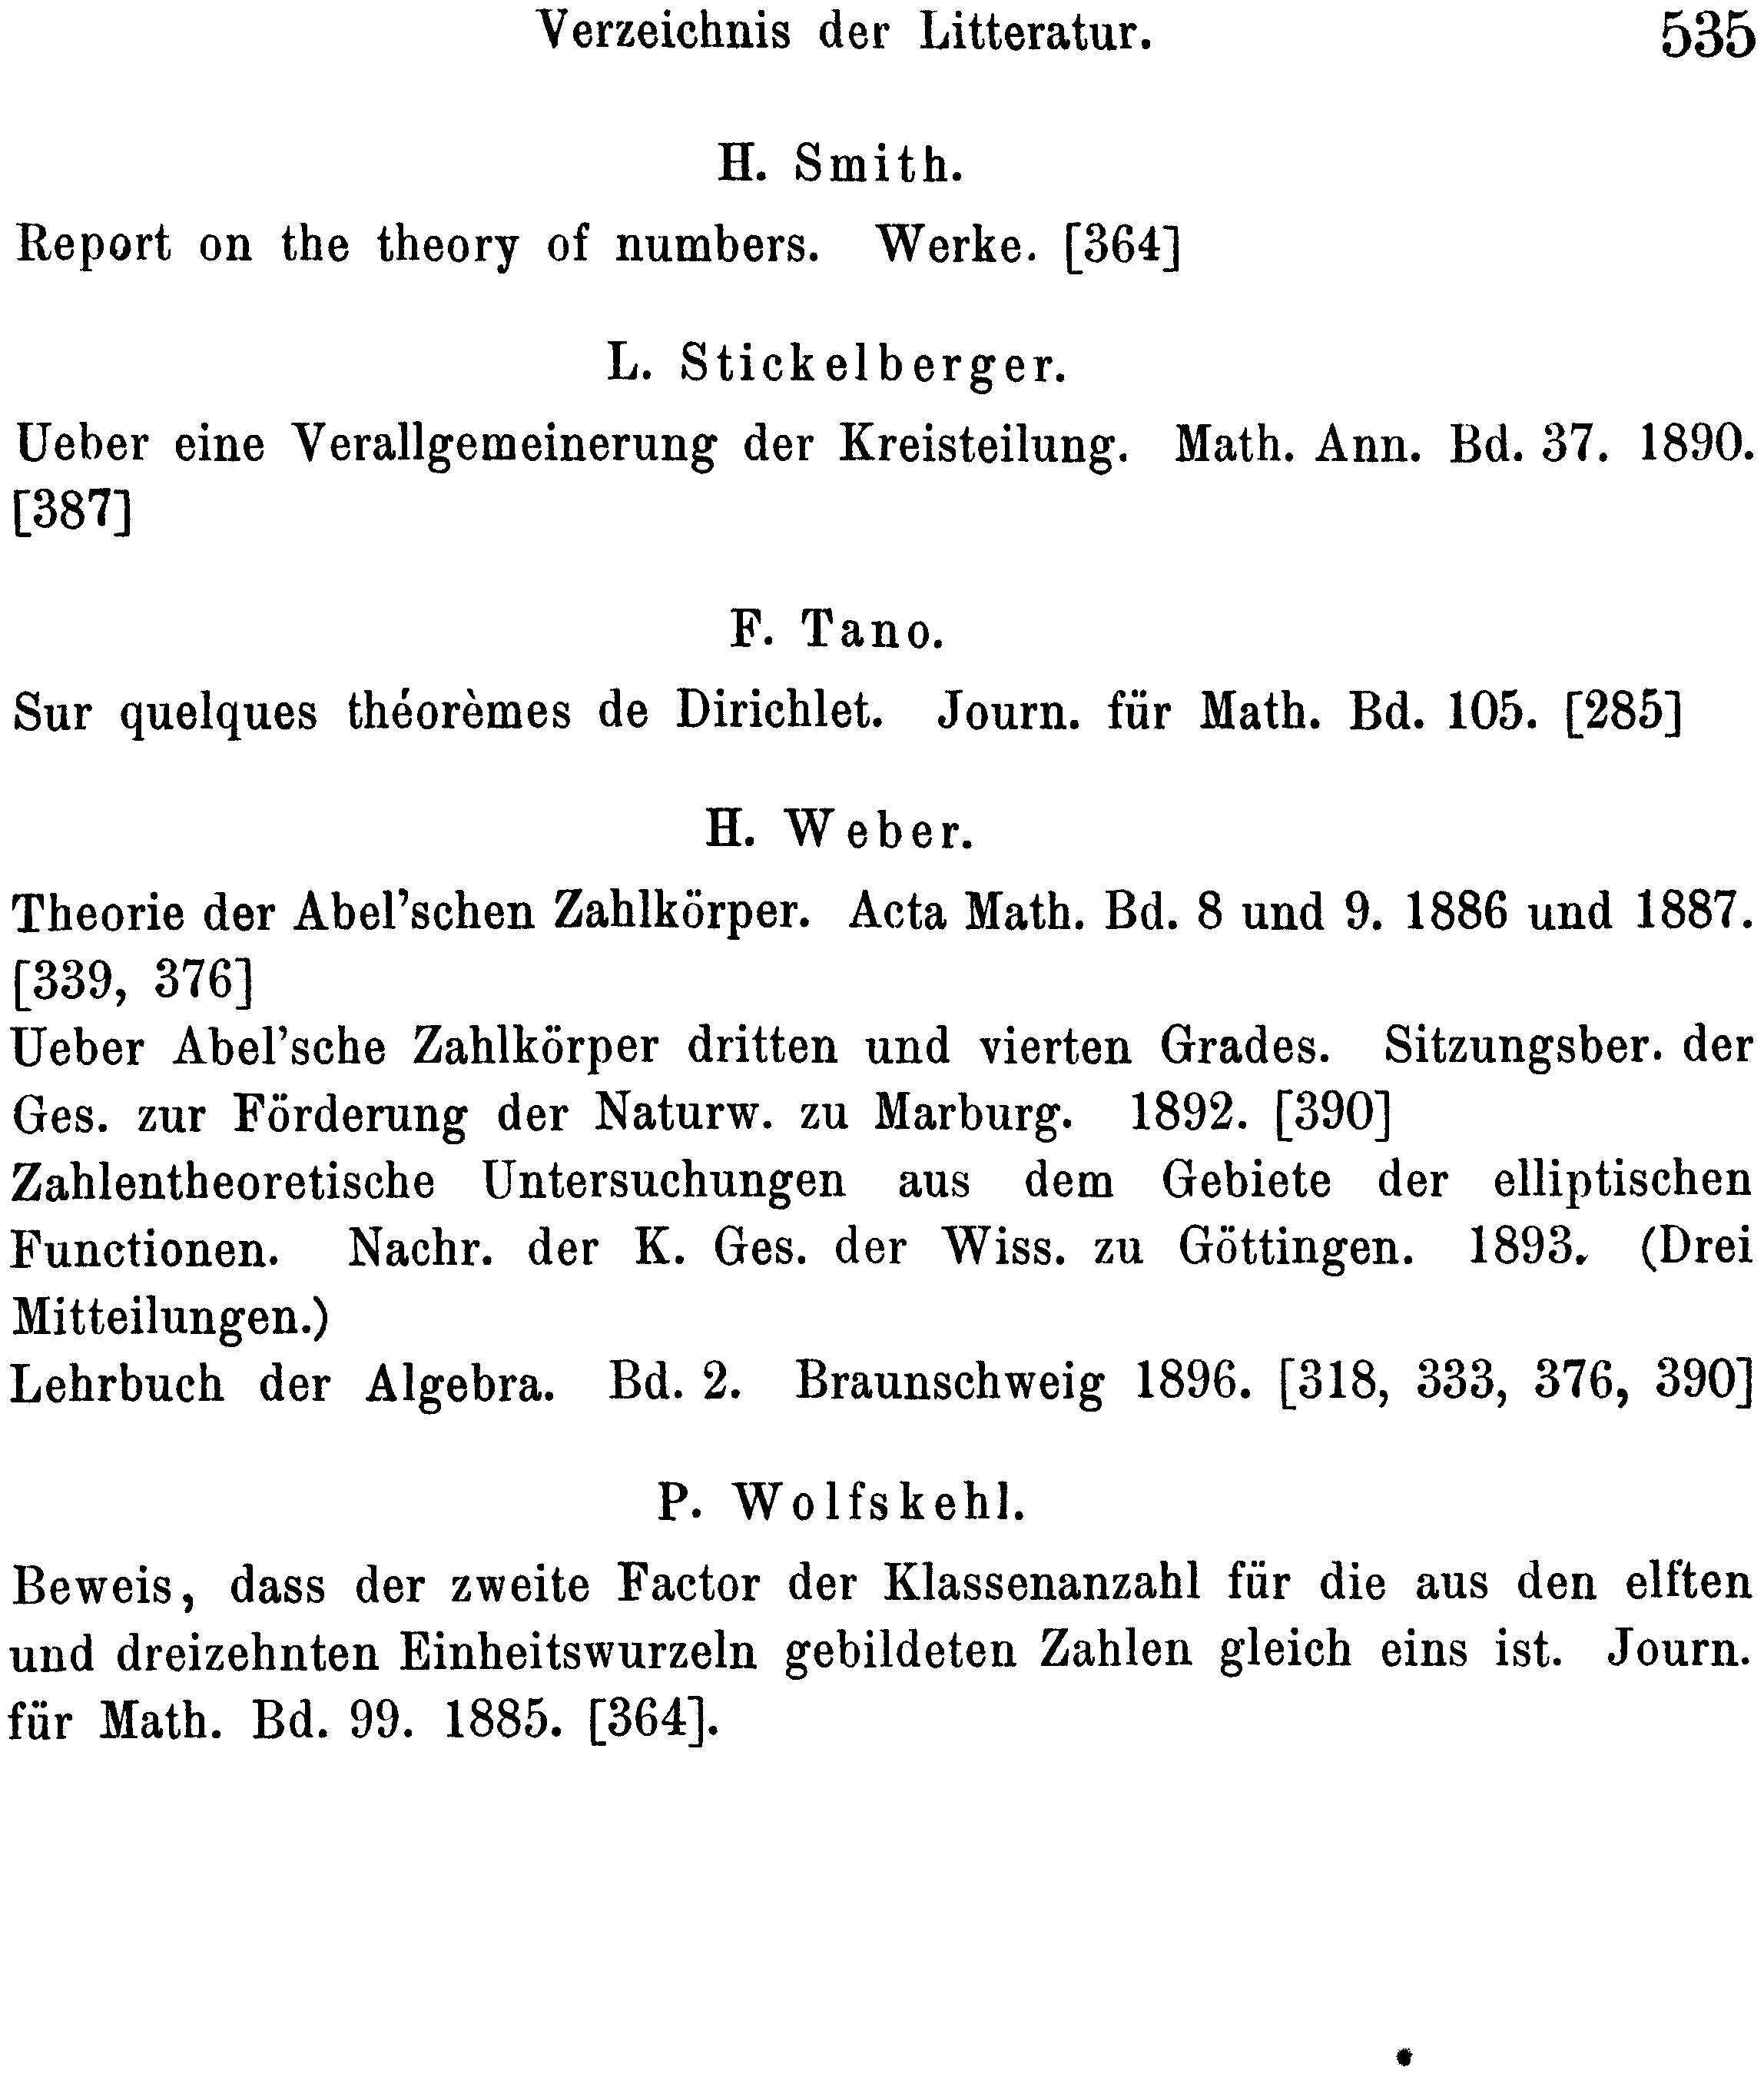 Verzeichnis der Litteratur. 535
H. Smith.
Report on the theory of numbers. Werke. [364]
L. Stickelberger.
Ueber eine Verallgemeinerung der Kreisteilung. Math. Ann. Bd. 37. 1890.
[387]
F. Tano.
Sur quelques théorèmes de Dirichlet. Journ. für Math. Bd. 105. [285]
H. Weber.
Theorie der Abel'schen Zahlkörper. Acta Math. Bd. 8 und 9. 1886 und 1887.
[339, 376]
Ueber Abel'sche Zahlkörper dritten und vierten Grades. Sitzungsber. der
Ges. zur Förderung der Naturw. zu Marburg. 1892. [390]
Zahlentheoretische Untersuchungen aus dem Gebiete der elliptischen
Functionen. Nachr. der K. Ges. der Wiss. zu Göttingen. 1893. (Drei
Mitteilungen.)
Lehrbuch der Algebra. Bd. 2. Braunschweig 1896. [318, 333, 376, 390]
P. Wolfskehl.
Beweis, dass der zweite Factor der Klassenanzahl für die aus den elften
und dreizehnten Einheitswurzeln gebildeten Zahlen gleich eins ist. Journ.
für Math. Bd. 99. 1885. [364].